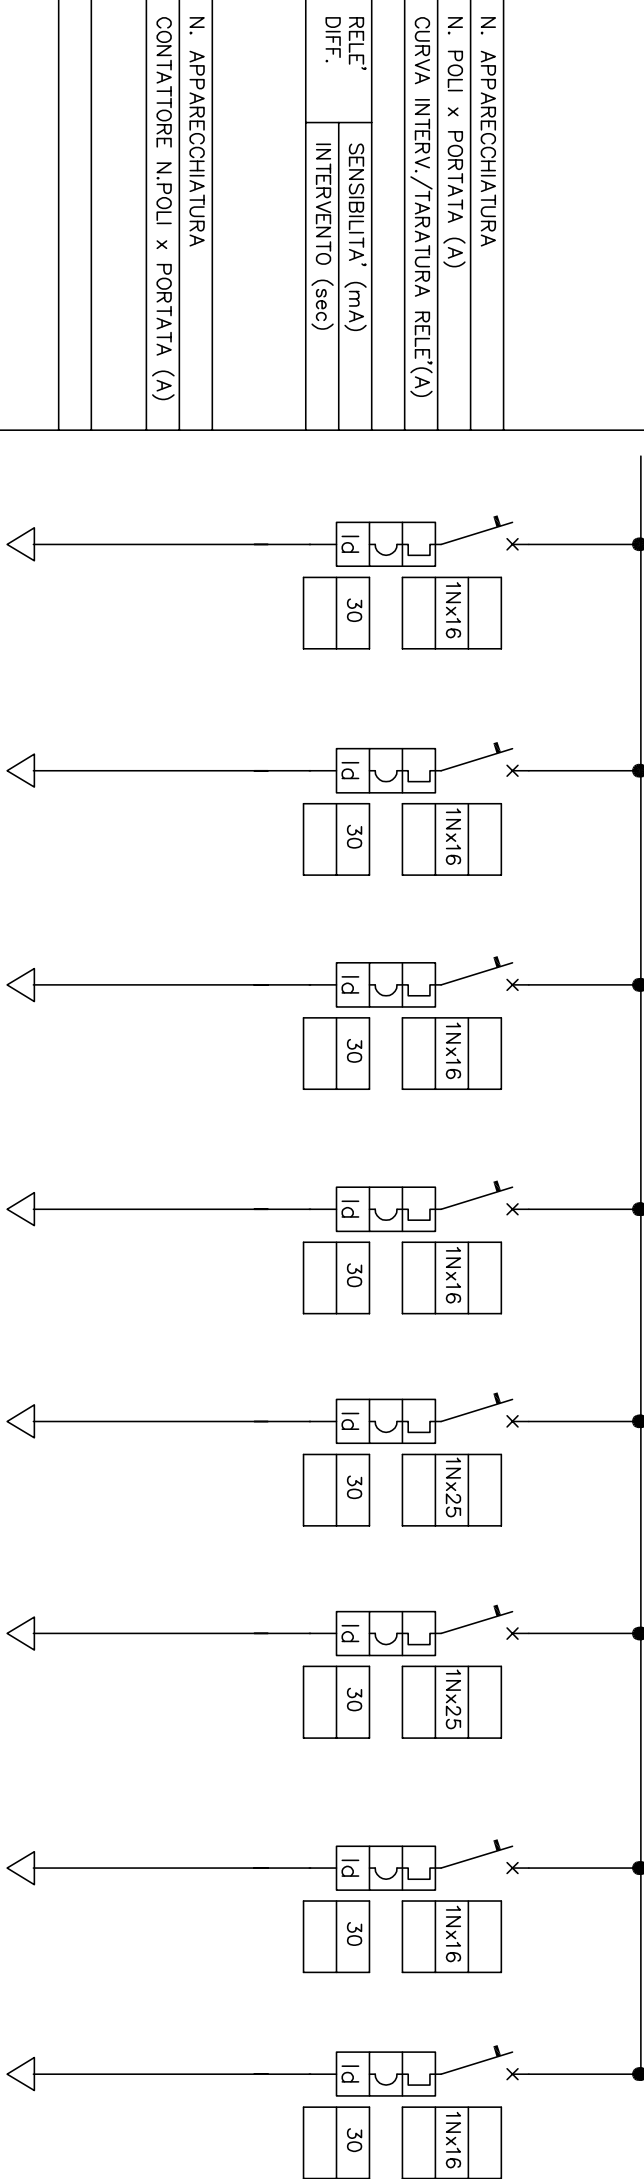 N. APPARECCHIATURA
N. POLI x PORTATA (A)
CURVA INTERV./TARATURA RELE'(A)
RELE' DIFF.
SENSIBILITA' (mA)
INTERVENTO (sec)
N. APPARECCHIATURA
CONTATTORE N.POLI x PORTATA (A)
1Nx16
Id
30
1Nx16
Id
30
1Nx16
Id
30
1Nx16
Id
30
1Nx25
Id
30
1Nx25
Id
30
1Nx16
Id
30
1Nx16
Id
30